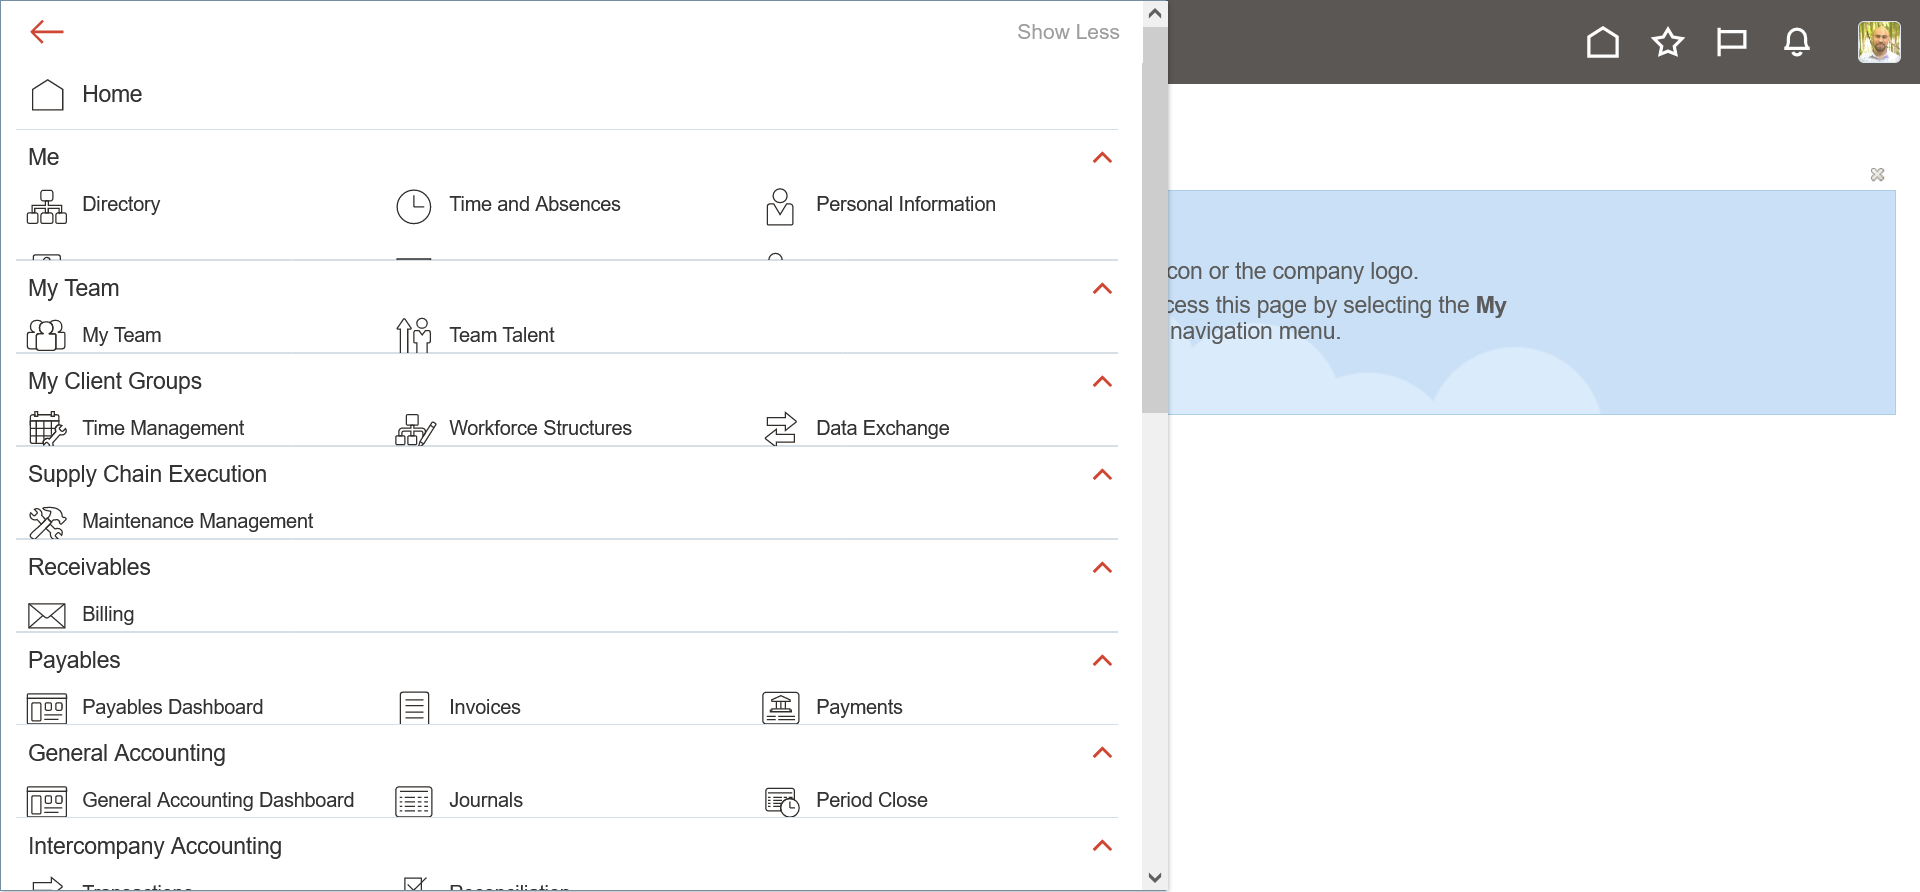 Show Less
Home
Me
Directory
Time and Absences
Personal Information
My Team
My Team
Team Talent
My Client Groups
Time Management
Workforce Structures
Data Exchange
Supply Chain Execution
Maintenance Management
Receivables
Billing
Payables
Payables Dashboard
Invoices
Payments
General Accounting
General Accounting Dashboard
Journals
Period Close
Intercompany Accounting
Transactions
Reconciliation
con or the company logo.
cess this page by selecting the My
navigation menu.